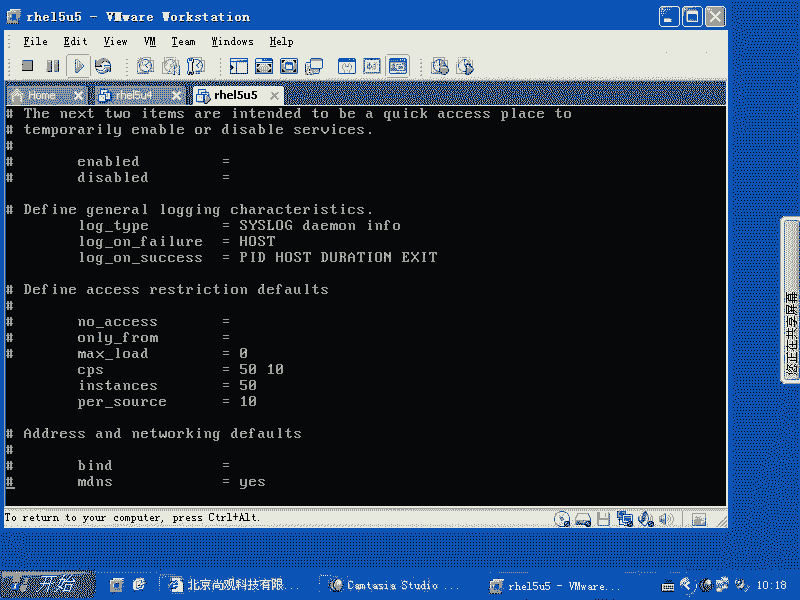 rhel5u5 - VMware Workstation
File Edit View VM Team Windows Help
Home rhel5u4 rhel5u5
# The next two items are intended to be a quick access place to
# temporarily enable or disable services.
#
# enabled =
# disabled =
# Define general logging characteristics.
log_type = SYSLOG daemon info
log_on_failure = HOST
log_on_success = PID HOST DURATION EXIT
# Define access restriction defaults
#
# no_access =
# only_from =
# max_load = 0
cps = 50 10
instances = 50
per_source = 10
# Address and networking defaults
#
# bind =
# mdns = yes
To return to your computer, press Ctrl+Alt.
您正在共享屏幕
开始 北京尚观科技有限... Camtasia Studio ... rhel5u5 - VMware... 10:18